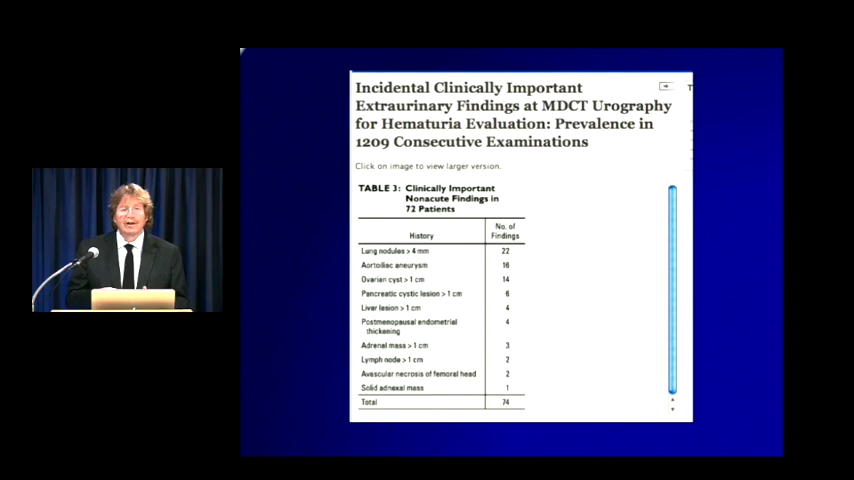 Incidental Clinically Important
Extraurinary Findings at MDCT Urography
for Hematuria Evaluation: Prevalence in
1209 Consecutive Examinations
T
Click on image to view larger version.
TABLE 3: Clinically Important
Nonacute Findings in
72 Patients
History No. of Findings
Lung nodules > 4 mm 22
Aortoiliac aneurysm 16
Ovarian cyst > 1 cm 14
Pancreatic cystic lesion > 1 cm 6
Liver lesion > 1 cm 4
Postmenopausal endometrial
thickening 4
Adrenal mass > 1 cm 3
Lymph node > 1 cm 2
Avascular necrosis of femoral head 2
Solid adnexal mass 1
Total 74